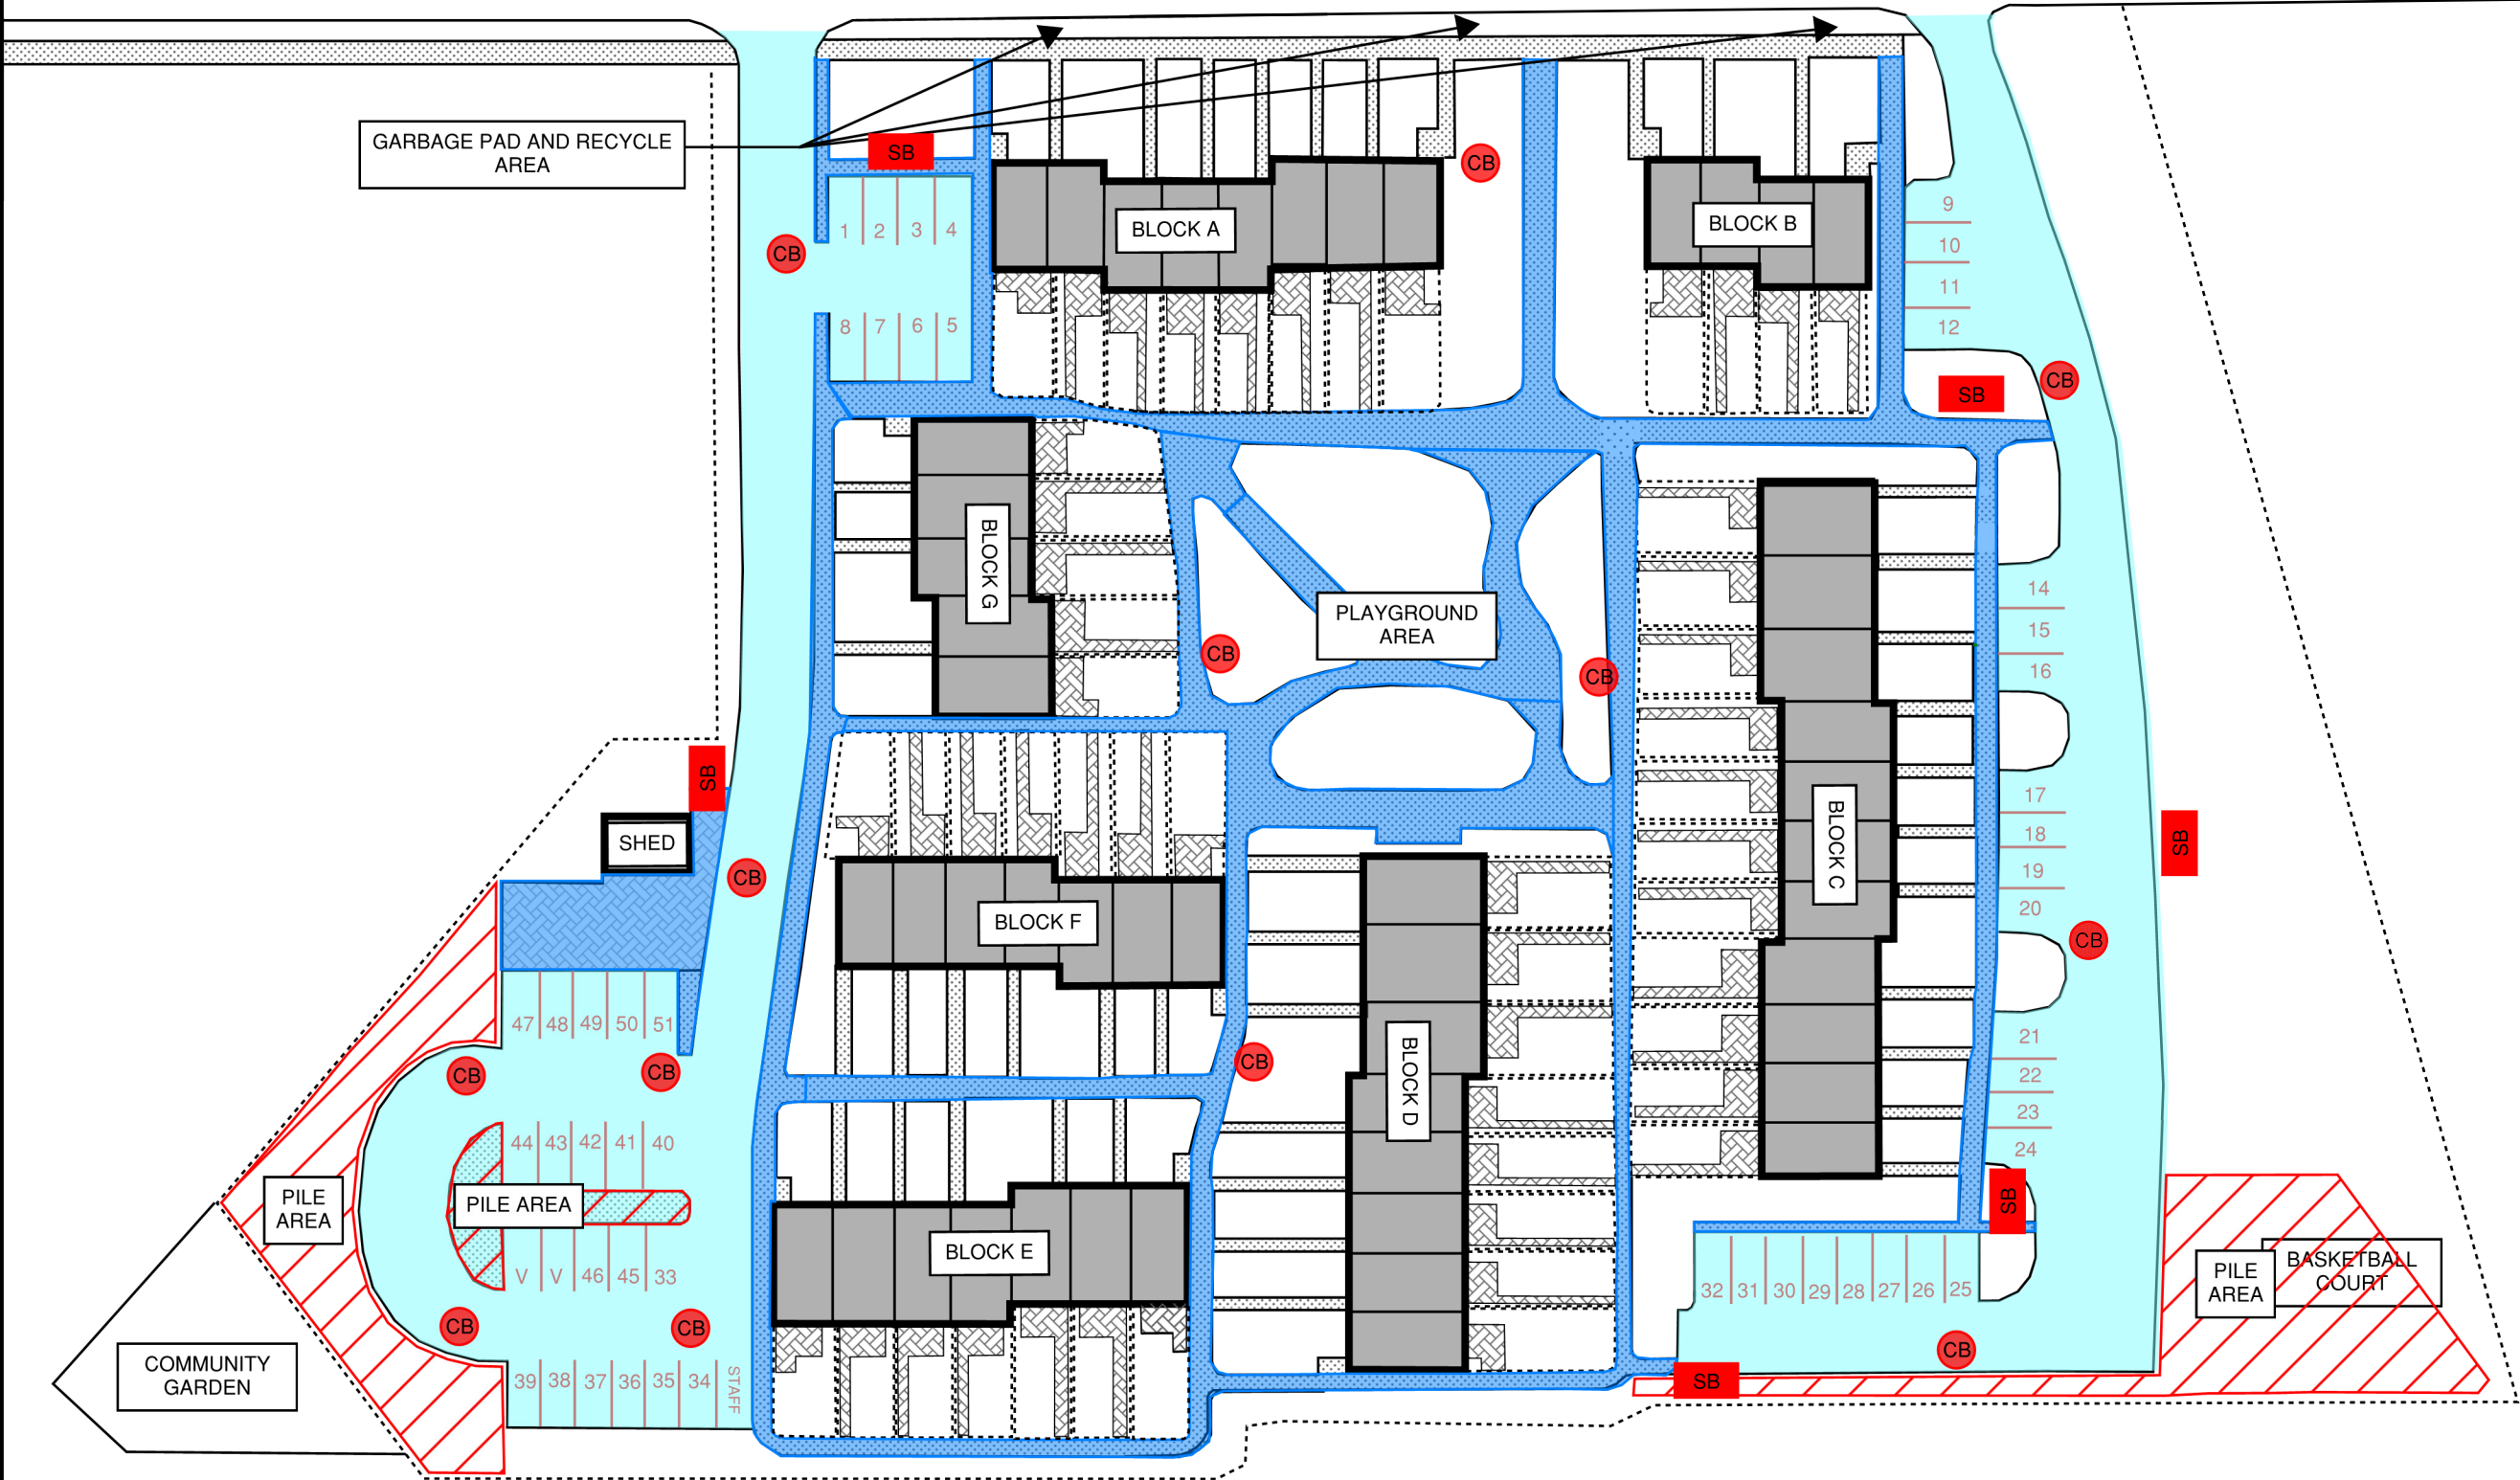 GARBAGE PAD AND RECYCLE
AREA
SB
CB
1
2
3
4
8
7
6
5
BLOCK A
CB
BLOCK B
9
10
11
12
SB
CB
BLOCK G
PLAYGROUND
AREA
CB
CB
14
15
16
17
18
19
20
BLOCK C
SB
CB
21
22
23
24
SB
SB
SHED
CB
BLOCK F
CB
BLOCK D
47
48
49
50
51
CB
CB
44
43
42
41
40
PILE
AREA
PILE AREA
V
V
46
45
33
CB
CB
BLOCK E
COMMUNITY
GARDEN
39
38
37
36
35
34
STAFF
32
31
30
29
28
27
26
25
CB
SB
PILE
AREA
BASKETBALL
COURT